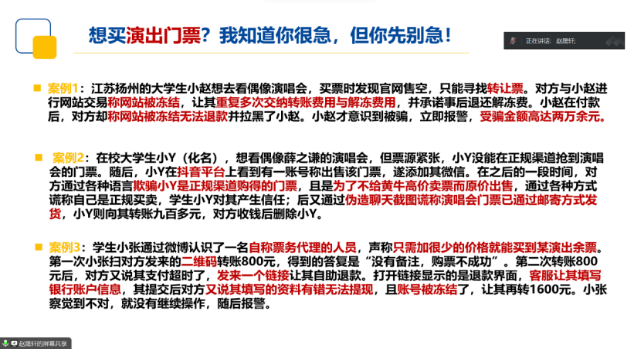 想买演出门票？我知道你很急，但你先别急！
正在讲话: 赵晟轩;
■ 案例1：江苏扬州的大学生小赵想去看偶像演唱会，买票时发现官网售空，只能寻找转让票。对方与小赵进
行网站交易称网站被冻结，让其重复多次交纳转账费用与解冻费用，并承诺事后退还解冻费。小赵在付款
后，对方却称网站被冻结无法退款并拉黑了小赵。小赵才意识到被骗，立即报警，受骗金额高达两万余元。
■ 案例2：在校大学生小Y（化名），想看偶像薛之谦的演唱会，但票源紧张，小Y没能在正规渠道抢到演唱
会的门票。随后，小Y在抖音平台上看到有一账号称出售该门票，遂添加其微信。在之后的一段时间，对
方通过各种语言欺骗小Y是正规渠道购得的门票，且是为了不给黄牛高价卖票而原价出售，通过各种方式
谎称自己是正规买卖，学生小Y对其产生信任；后又通过伪造聊天截图谎称演唱会门票已通过邮寄方式发
货，小Y则向其转账九百多元，对方收钱后删除小Y。
■ 案例3：学生小张通过微博认识了一名自称票务代理的人员，声称只需加很少的价格就能买到某演出余票。
第一次小张扫对方发来的二维码转账800元，得到的答复是“没有备注，购票不成功”。第二次转账800
元后，对方又说其支付超时了，发来一个链接让其自助退款。打开链接显示的是退款界面，客服让其填写
银行账户信息，其提交后对方又说其填写的资料有错无法提现，且账号被冻结了，让其再转1600元。小张
察觉到不对，就没有继续操作，随后报警。
赵晟轩的屏幕共享